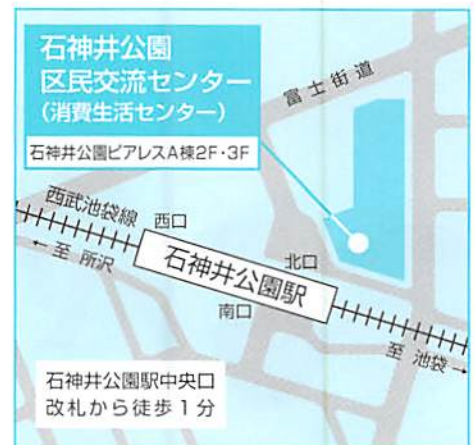 石神井公園
区民交流センター
(消費生活センター)
石神井公園ピアレスA棟2F・3F
富士街道
西武池袋線
西口
← 至 所沢
石神井公園駅
北口
南口
至 池袋→
石神井公園駅中央口
改札から徒歩1分